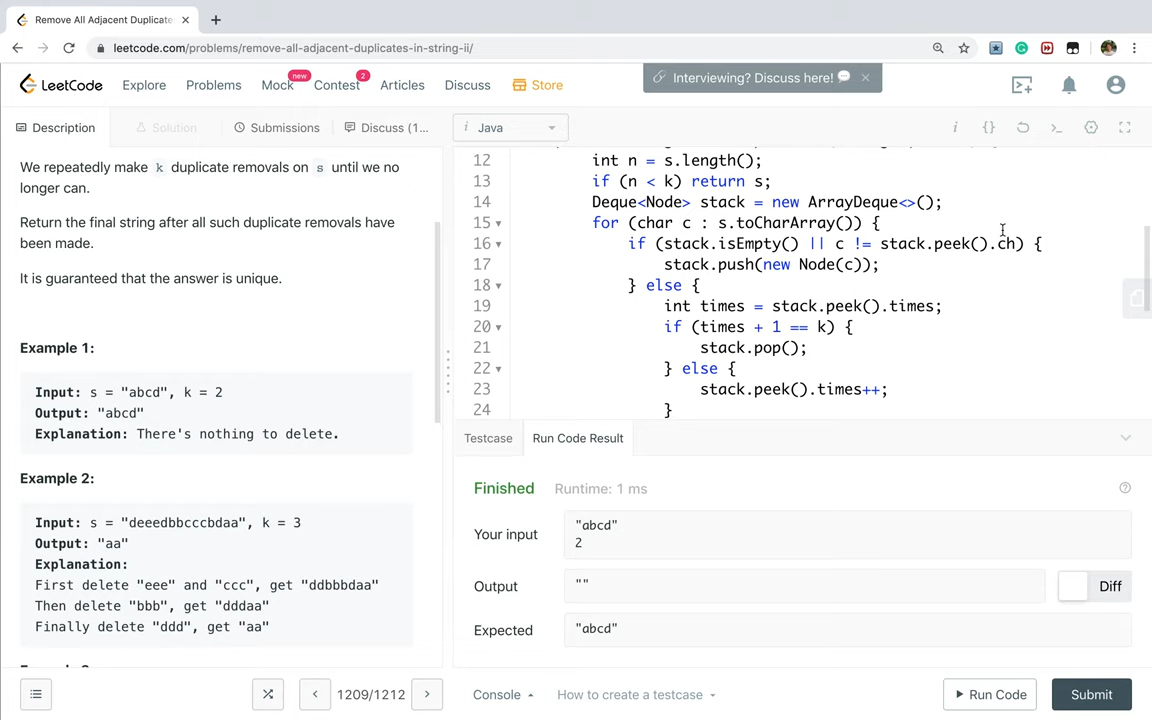 Remove All Adjacent Duplicate
leetcode.com/problems/remove-all-adjacent-duplicates-in-string-ii/
LeetCode Explore Problems Mock new Contest 2 Articles Discuss Store
Interviewing? Discuss here!
Description Solution Submissions Discuss (1...
i Java
We repeatedly make k duplicate removals on s until we no
longer can.
Return the final string after all such duplicate removals have
been made.
It is guaranteed that the answer is unique.
Example 1:
Input: s = "abcd", k = 2
Output: "abcd"
Explanation: There's nothing to delete.
Example 2:
Input: s = "deeedbbcccbdaa", k = 3
Output: "aa"
Explanation:
First delete "eee" and "ccc", get "ddbbbdaa"
Then delete "bbb", get "dddaa"
Finally delete "ddd", get "aa"
12 int n = s.length();
13 if (n < k) return s;
14 Deque<Node> stack = new ArrayDeque<>();
15 for (char c : s.toCharArray()) {
16 if (stack.isEmpty() || c != stack.peek().ch) {
17 stack.push(new Node(c));
18 } else {
19 int times = stack.peek().times;
20 if (times + 1 == k) {
21 stack.pop();
22 } else {
23 stack.peek().times++;
24 }
Testcase Run Code Result
Finished Runtime: 1 ms
Your input
"abcd"
2
Output
""
Diff
Expected
"abcd"
1209/1212
Console How to create a testcase
Run Code Submit